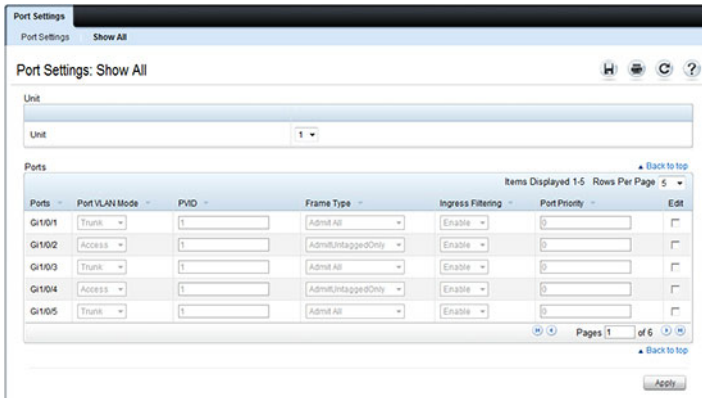 Port Settings
Port Settings Show All
Port Settings: Show All
Unit
Unit 1
Ports Back to top
Items Displayed 1-5 Rows Per Page 5
Ports Port VLAN Mode PVID Frame Type Ingress Filtering Port Priority Edit
Gi1/0/1 Trunk 1 Admit All Enable 0
Gi1/0/2 Access 1 AdmitUntaggedOnly Enable 0
Gi1/0/3 Trunk 1 Admit All Enable 0
Gi1/0/4 Access 1 AdmitUntaggedOnly Enable 0
Gi1/0/5 Trunk 1 Admit All Enable 0
Pages 1 of 6
Back to top
Apply